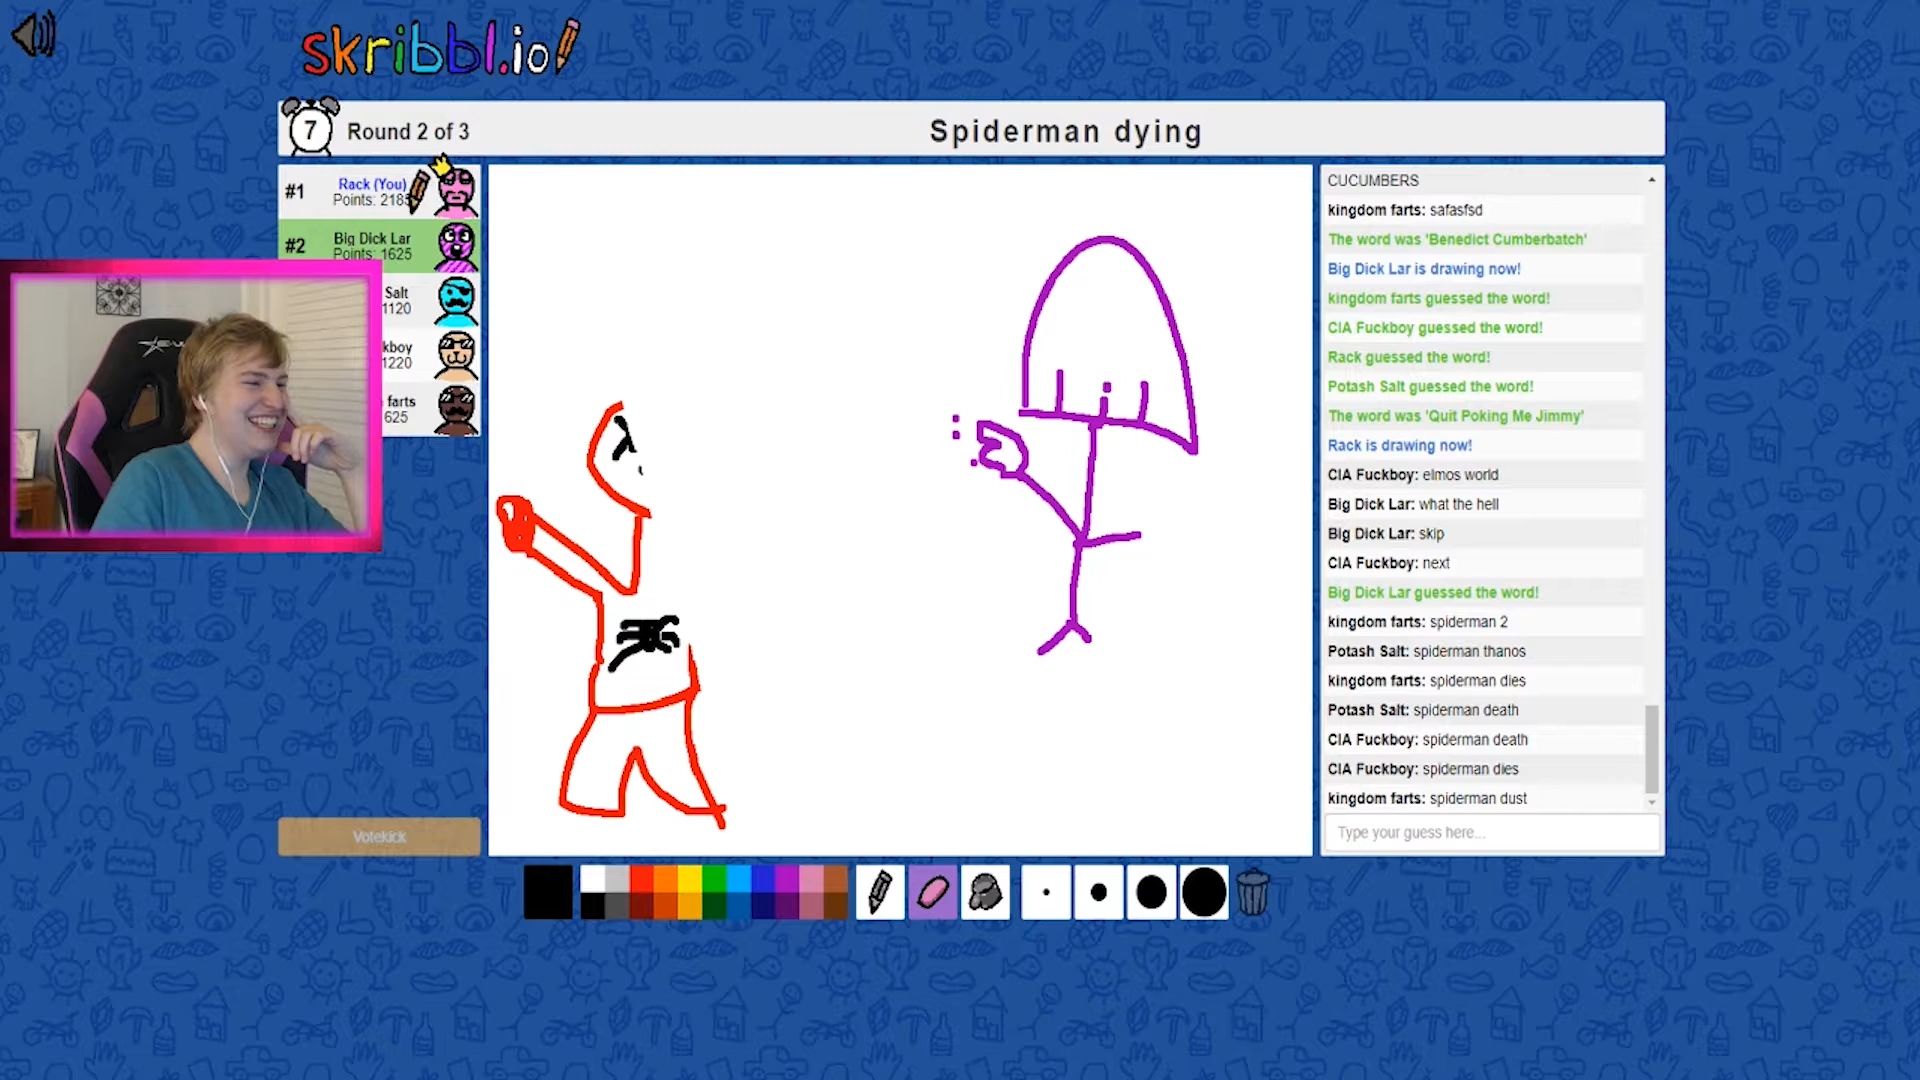 skribbl.io
7
Round 2 of 3
Spiderman dying
#1
Rack (You)
Points: 2185
#2
Big Dick Lar
Points: 1625
Salt
1120
kboy
1220
farts
625
Votekick
CUCUMBERS
kingdom farts: safasfsd
The word was 'Benedict Cumberbatch'
Big Dick Lar is drawing now!
kingdom farts guessed the word!
CIA Fuckboy guessed the word!
Rack guessed the word!
Potash Salt guessed the word!
The word was 'Quit Poking Me Jimmy'
Rack is drawing now!
CIA Fuckboy: elmos world
Big Dick Lar: what the hell
Big Dick Lar: skip
CIA Fuckboy: next
Big Dick Lar guessed the word!
kingdom farts: spiderman 2
Potash Salt: spiderman thanos
kingdom farts: spiderman dies
Potash Salt: spiderman death
CIA Fuckboy: spiderman death
CIA Fuckboy: spiderman dies
kingdom farts: spiderman dust
Type your guess here...